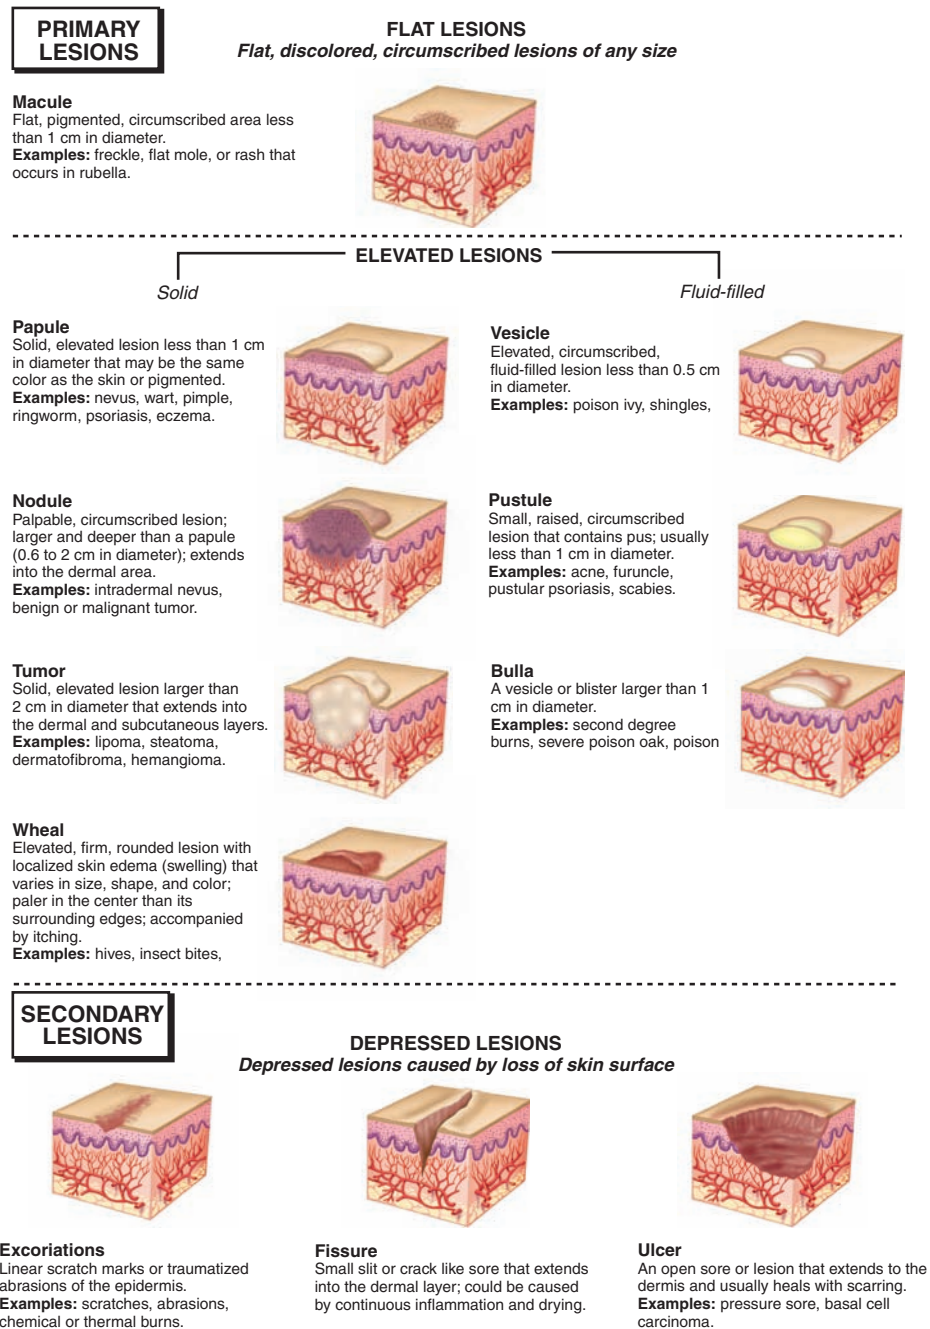 PRIMARY
LESIONS
FLAT LESIONS
Flat, discolored, circumscribed lesions of any size
Macule
Flat, pigmented, circumscribed area less
than 1 cm in diameter.
Examples: freckle, flat mole, or rash that
occurs in rubella.
ELEVATED LESIONS
Solid
Fluid-filled
Papule
Solid, elevated lesion less than 1 cm
in diameter that may be the same
color as the skin or pigmented.
Examples: nevus, wart, pimple,
ringworm, psoriasis, eczema.
Vesicle
Elevated, circumscribed,
fluid-filled lesion less than 0.5 cm
in diameter.
Examples: poison ivy, shingles,
Nodule
Palpable, circumscribed lesion;
larger and deeper than a papule
(0.6 to 2 cm in diameter); extends
into the dermal area.
Examples: intradermal nevus,
benign or malignant tumor.
Pustule
Small, raised, circumscribed
lesion that contains pus; usually
less than 1 cm in diameter.
Examples: acne, furuncle,
pustular psoriasis, scabies.
Tumor
Solid, elevated lesion larger than
2 cm in diameter that extends into
the dermal and subcutaneous layers.
Examples: lipoma, steatoma,
dermatofibroma, hemangioma.
Bulla
A vesicle or blister larger than 1
cm in diameter.
Examples: second degree
burns, severe poison oak, poison
Wheal
Elevated, firm, rounded lesion with
localized skin edema (swelling) that
varies in size, shape, and color;
paler in the center than its
surrounding edges; accompanied
by itching.
Examples: hives, insect bites,
SECONDARY
LESIONS
DEPRESSED LESIONS
Depressed lesions caused by loss of skin surface
Excoriations
Linear scratch marks or traumatized
abrasions of the epidermis.
Examples: scratches, abrasions,
chemical or thermal burns.
Fissure
Small slit or crack like sore that extends
into the dermal layer; could be caused
by continuous inflammation and drying.
Ulcer
An open sore or lesion that extends to the
dermis and usually heals with scarring.
Examples: pressure sore, basal cell
carcinoma.